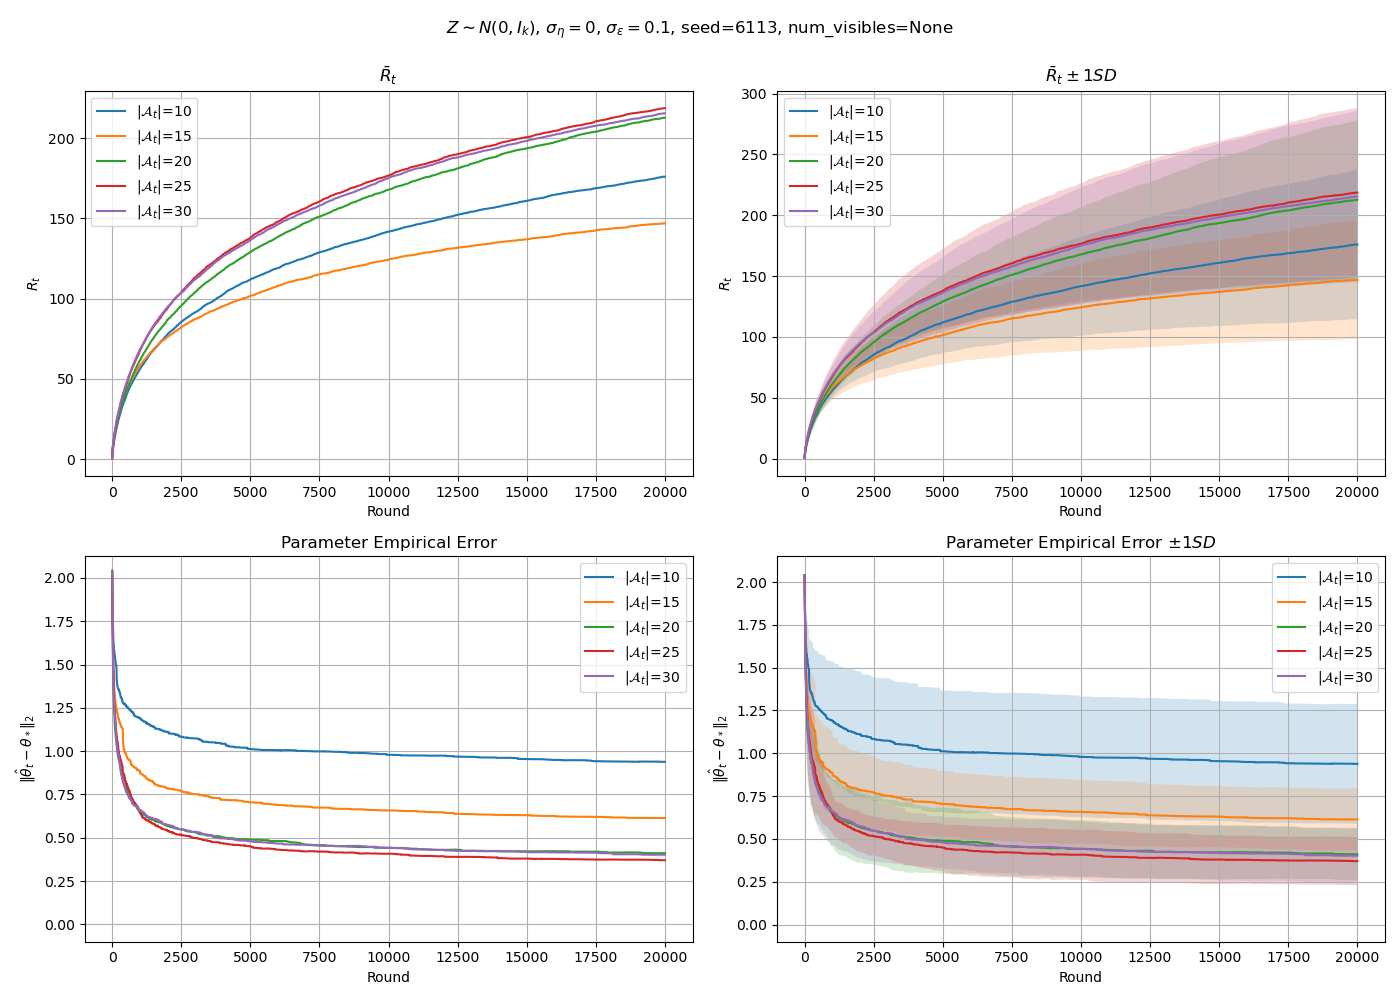 Z ∼ N(0, I_k), σ_η = 0, σ_ε = 0.1, seed=6113, num_visibles=None
R̄_t
R_t
200
150
100
50
0
|𝒜_t|=10
|𝒜_t|=15
|𝒜_t|=20
|𝒜_t|=25
|𝒜_t|=30
0 2500 5000 7500 10000 12500 15000 17500 20000
Round
R̄_t ± 1SD
R_t
300
250
200
150
100
50
0
|𝒜_t|=10
|𝒜_t|=15
|𝒜_t|=20
|𝒜_t|=25
|𝒜_t|=30
0 2500 5000 7500 10000 12500 15000 17500 20000
Round
Parameter Empirical Error
‖θ̂_t − θ_*‖_2
2.00
1.75
1.50
1.25
1.00
0.75
0.50
0.25
0.00
|𝒜_t|=10
|𝒜_t|=15
|𝒜_t|=20
|𝒜_t|=25
|𝒜_t|=30
0 2500 5000 7500 10000 12500 15000 17500 20000
Round
Parameter Empirical Error ±1SD
‖θ̂_t − θ_*‖_2
2.00
1.75
1.50
1.25
1.00
0.75
0.50
0.25
0.00
|𝒜_t|=10
|𝒜_t|=15
|𝒜_t|=20
|𝒜_t|=25
|𝒜_t|=30
0 2500 5000 7500 10000 12500 15000 17500 20000
Round